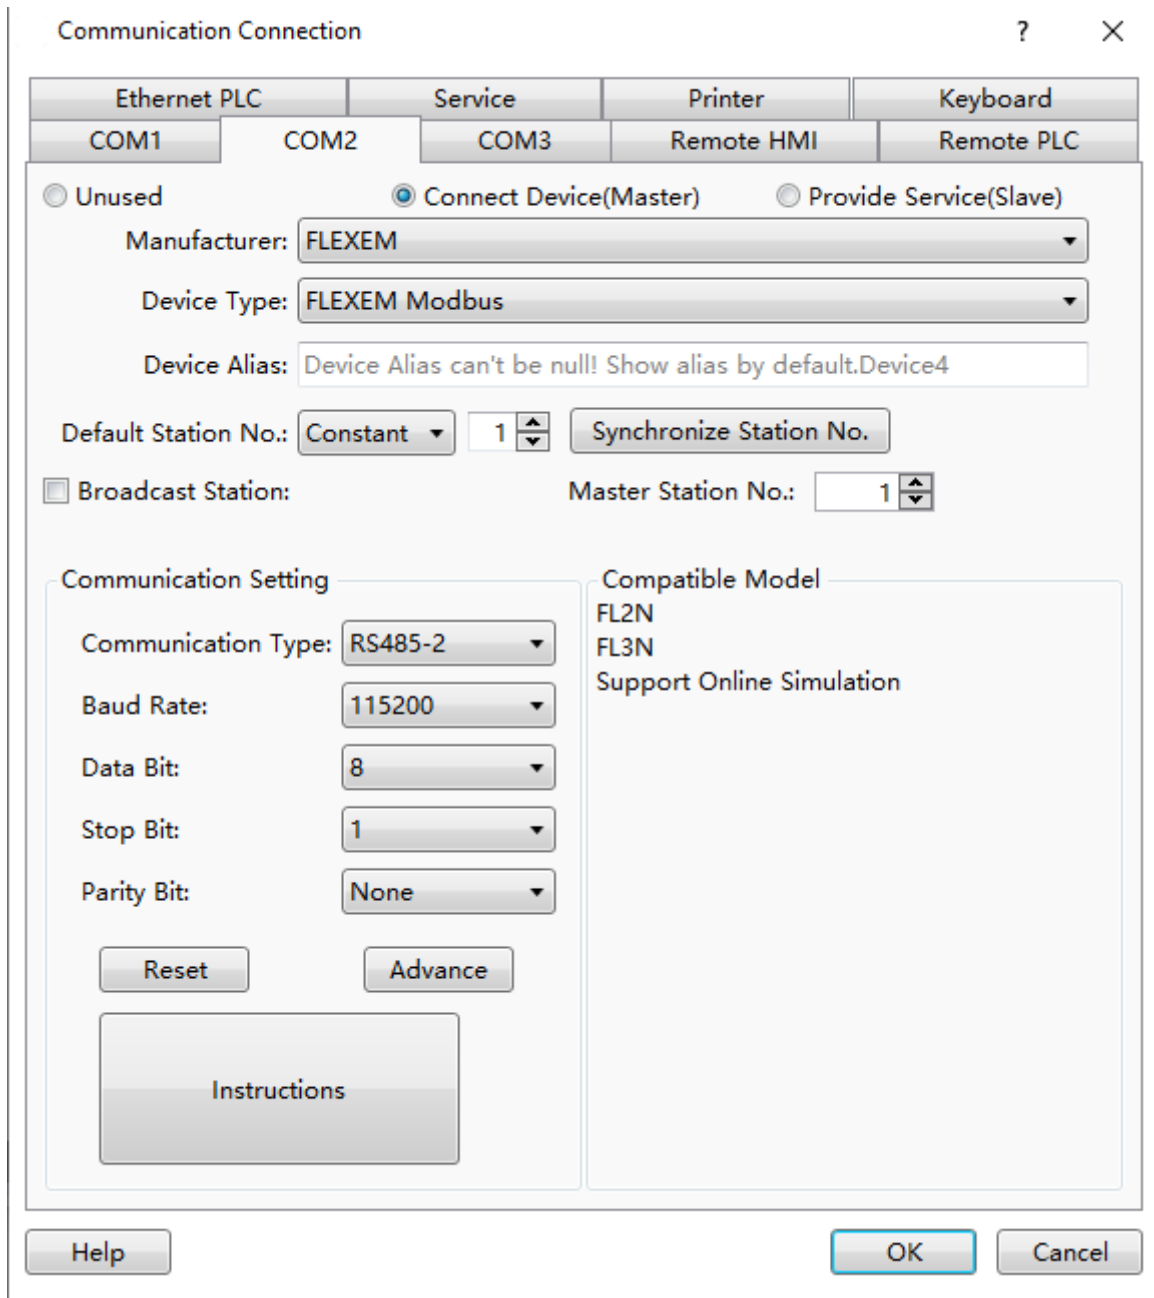 Communication Connection ? ×
Ethernet PLC Service Printer Keyboard
COM1 COM2 COM3 Remote HMI Remote PLC
Unused Connect Device(Master) Provide Service(Slave)
Manufacturer: FLEXEM
Device Type: FLEXEM Modbus
Device Alias: Device Alias can't be null! Show alias by default.Device4
Default Station No.: Constant 1 Synchronize Station No.
Broadcast Station: Master Station No.: 1
Communication Setting
Communication Type: RS485-2
Baud Rate: 115200
Data Bit: 8
Stop Bit: 1
Parity Bit: None
Reset Advance
Instructions
Compatible Model
FL2N
FL3N
Support Online Simulation
Help OK Cancel